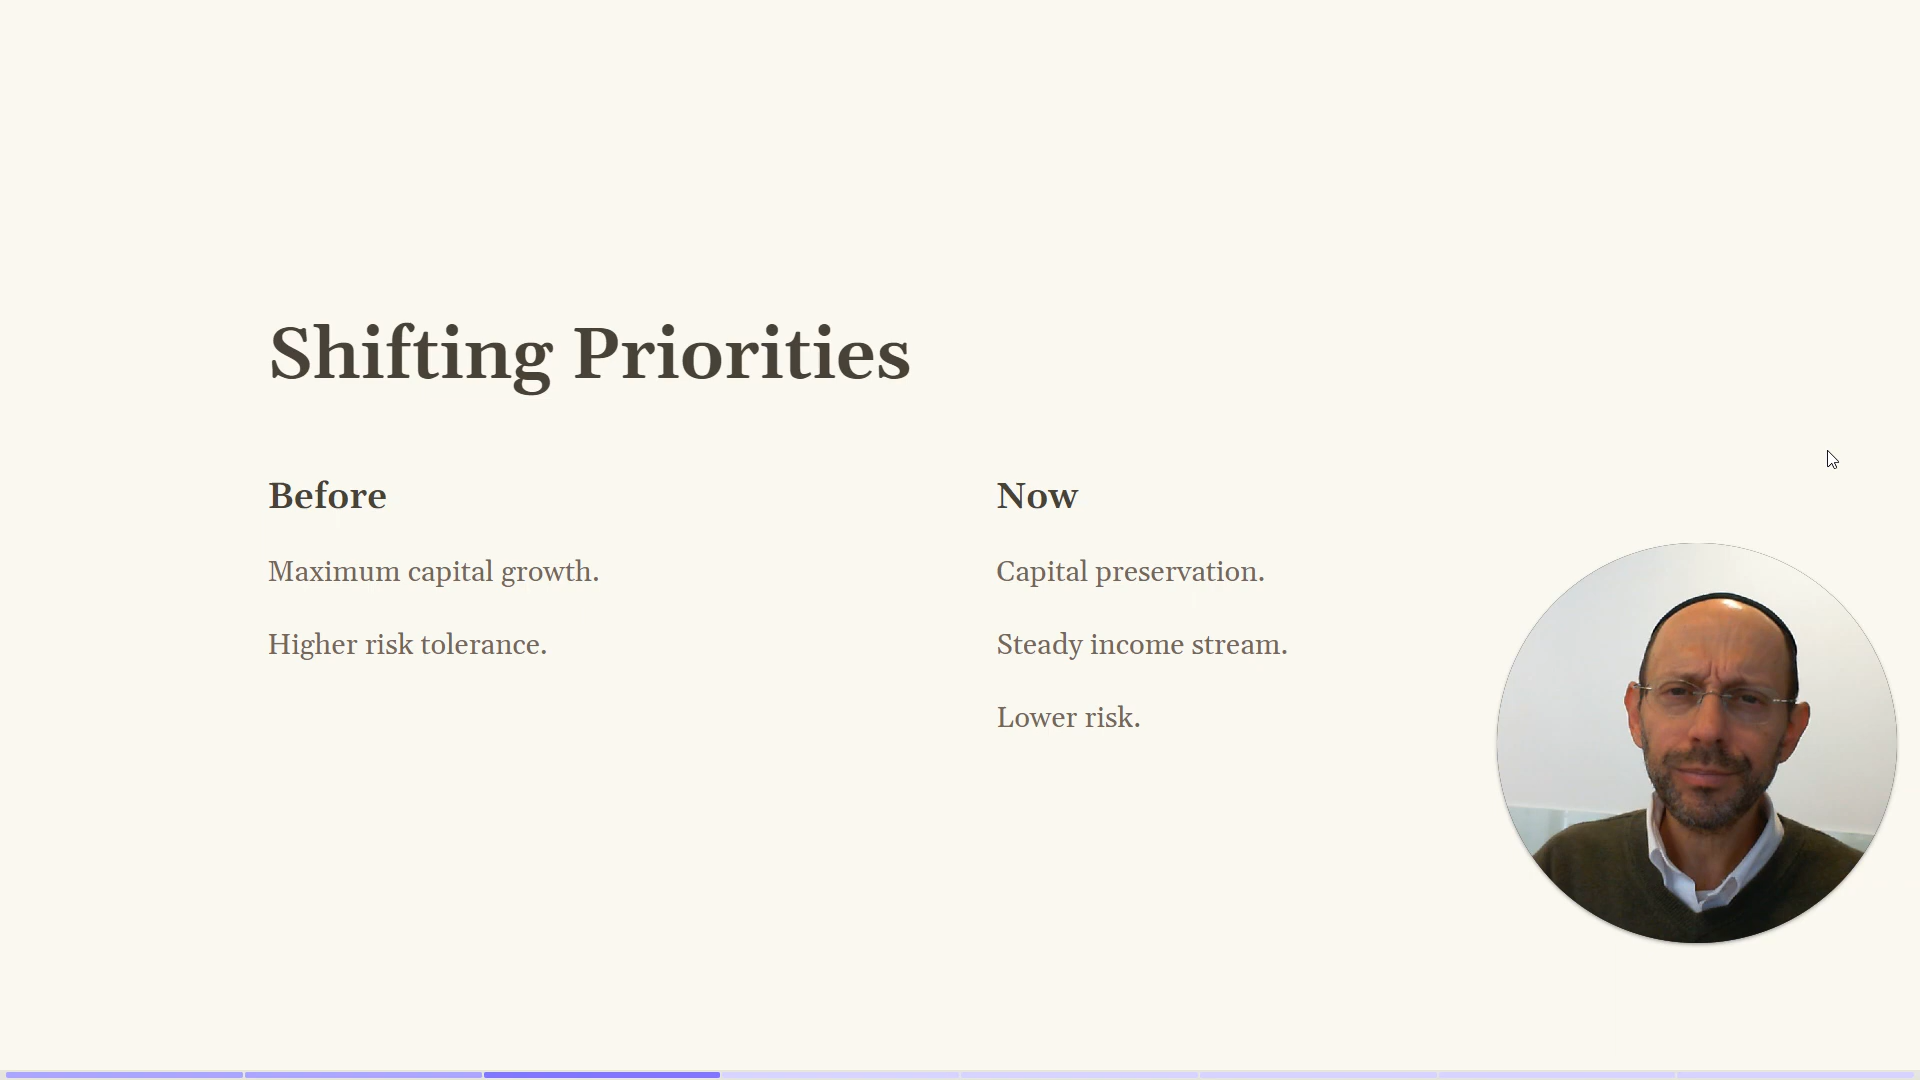 Shifting Priorities
Before
Maximum capital growth.
Higher risk tolerance.
Now
Capital preservation.
Steady income stream.
Lower risk.